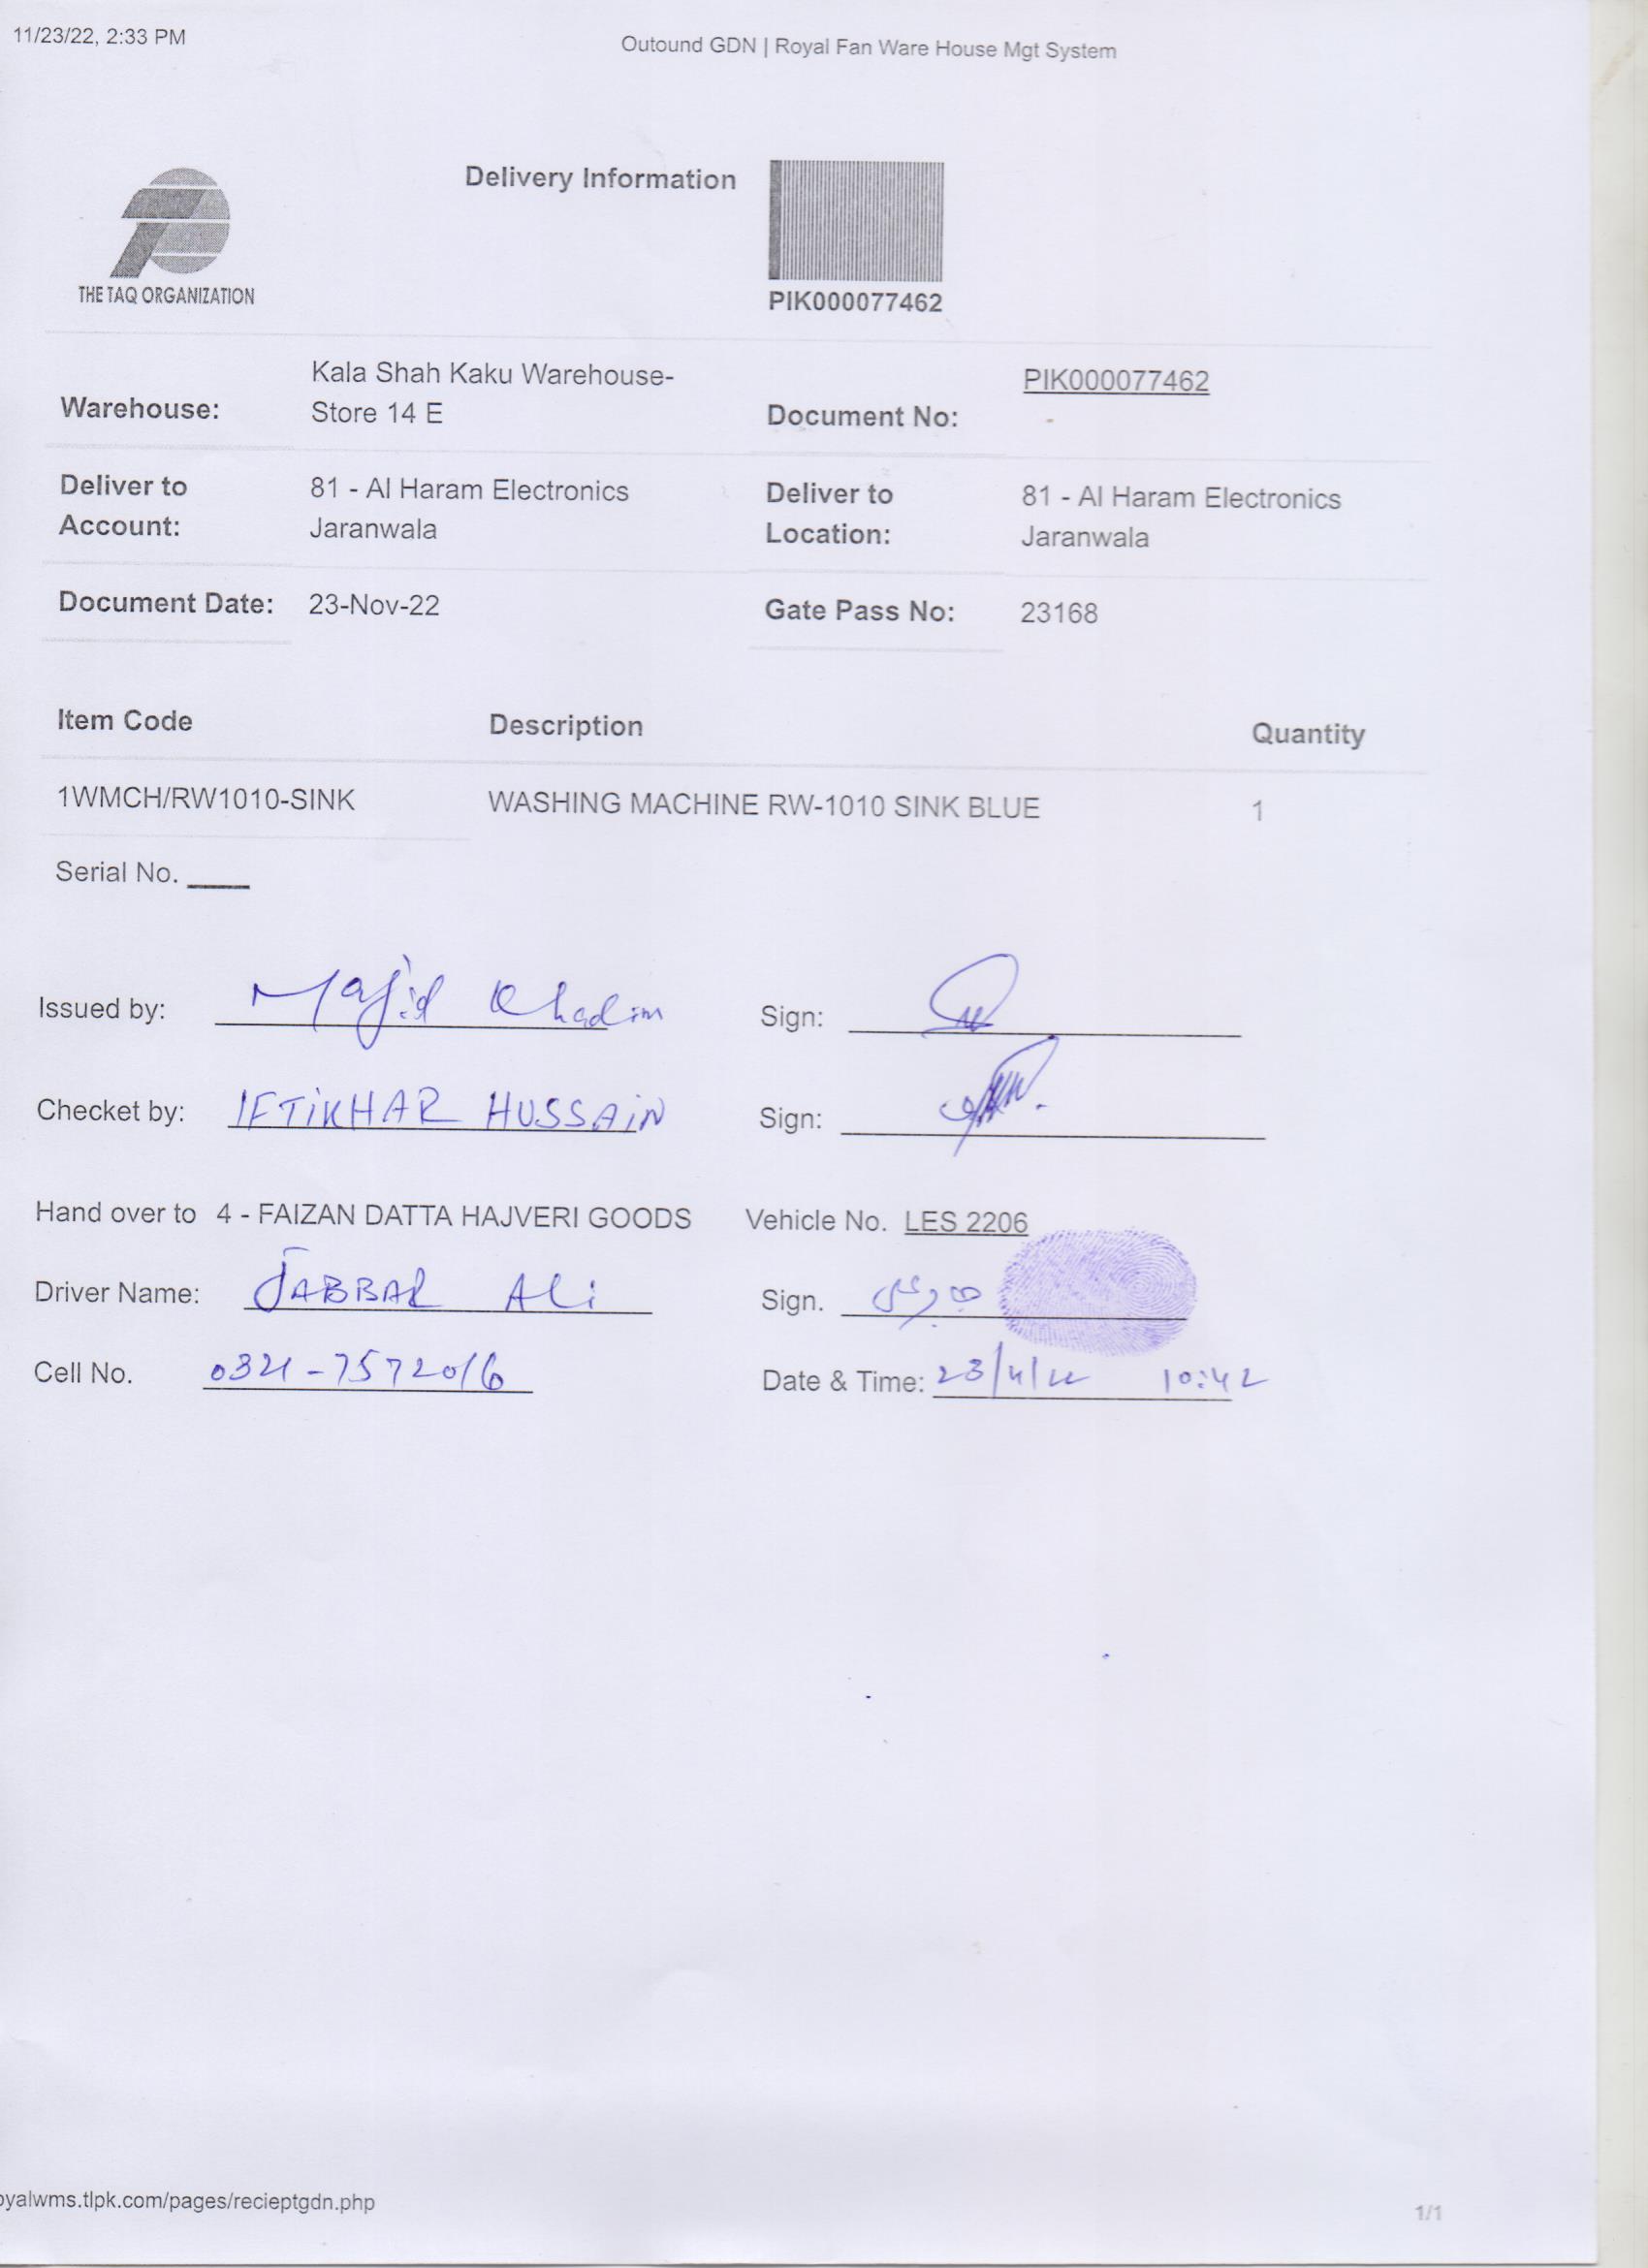 11/23/22, 2:33 PM
Outound GDN | Royal Fan Ware House Mgt System
THE TAQ ORGANIZATION
Delivery Information
PIK000077462
Warehouse: Kala Shah Kaku Warehouse-
Store 14 E
Document No: PIK000077462
-
Deliver to Account: 81 - Al Haram Electronics
Jaranwala
Deliver to Location: 81 - Al Haram Electronics
Jaranwala
Document Date: 23-Nov-22
Gate Pass No: 23168
Item Code Description Quantity
1WMCH/RW1010-SINK WASHING MACHINE RW-1010 SINK BLUE 1
Serial No. ____
Issued by: Majid Khadim Sign:
Checket by: IFTIKHAR HUSSAIN Sign:
Hand over to 4 - FAIZAN DATTA HAJVERI GOODS Vehicle No. LES 2206
Driver Name: JABBAR ALi Sign.
Cell No. 0321-7572016 Date & Time: 23/11/22 10:42
oyalwms.tlpk.com/pages/recieptgdn.php
1/1